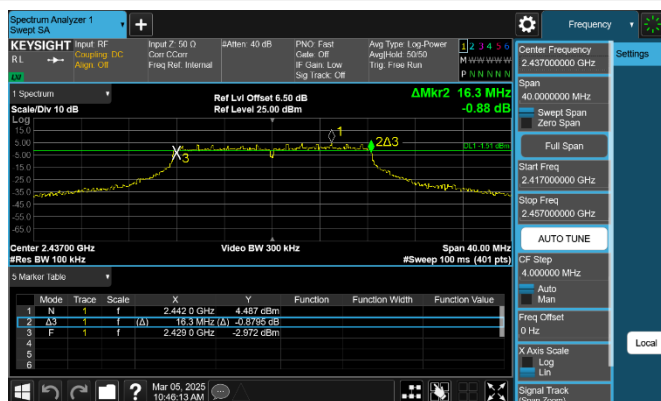 Spectrum Analyzer 1
Swept SA
Frequency
KEYSIGHT
RL
Input: RF
Coupling: DC
Align: Off
Input Z: 50 Ω
Corr CCorr
Freq Ref: Internal
#Atten: 40 dB
PNO: Fast
Gate: Off
IF Gain: Low
Sig Track: Off
Avg Type: Log-Power
Avg|Hold: 50/50
Trig: Free Run
1 2 3 4 5 6
M W W W W W
P N N N N N
1 Spectrum
Scale/Div 10 dB
Log
Ref Lvl Offset 6.50 dB
Ref Level 25.00 dBm
ΔMkr2 16.3 MHz
-0.88 dB
15.0
5.00
-5.00
-15.0
-25.0
-35.0
-45.0
-55.0
-65.0
1
2Δ3
3
DL1 -1.51 dBm
Center 2.43700 GHz
#Res BW 100 kHz
Video BW 300 kHz
Span 40.00 MHz
#Sweep 100 ms (401 pts)
5 Marker Table
Mode Trace Scale X Y Function Function Width Function Value
1 N 1 f 2.442 0 GHz 4.487 dBm
2 Δ3 1 f (Δ) 16.3 MHz (Δ) -0.8795 dB
3 F 1 f 2.429 0 GHz -2.972 dBm
4
5
6
Mar 05, 2025
10:46:13 AM
Center Frequency
2.437000000 GHz
Span
40.0000000 MHz
Swept Span
Zero Span
Full Span
Start Freq
2.417000000 GHz
Stop Freq
2.457000000 GHz
AUTO TUNE
CF Step
4.000000 MHz
Auto
Man
Freq Offset
0 Hz
X Axis Scale
Log
Lin
Signal Track
(Span Zoom)
Settings
Local